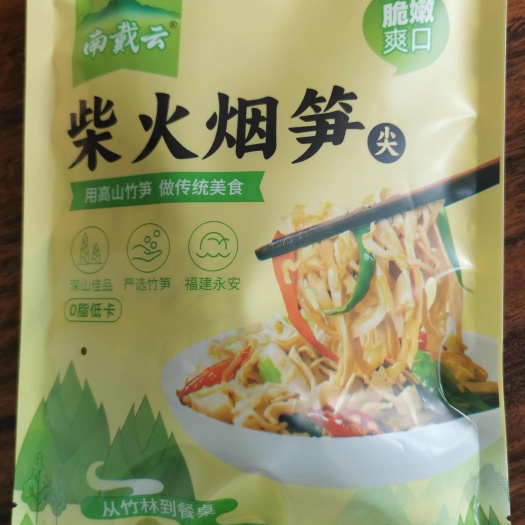 南戴云®
脆嫩
爽口
柴火烟笋尖
用高山竹笋 做传统美食
深山佳品 严选竹笋 福建永安
0脂低卡
从竹林到餐桌